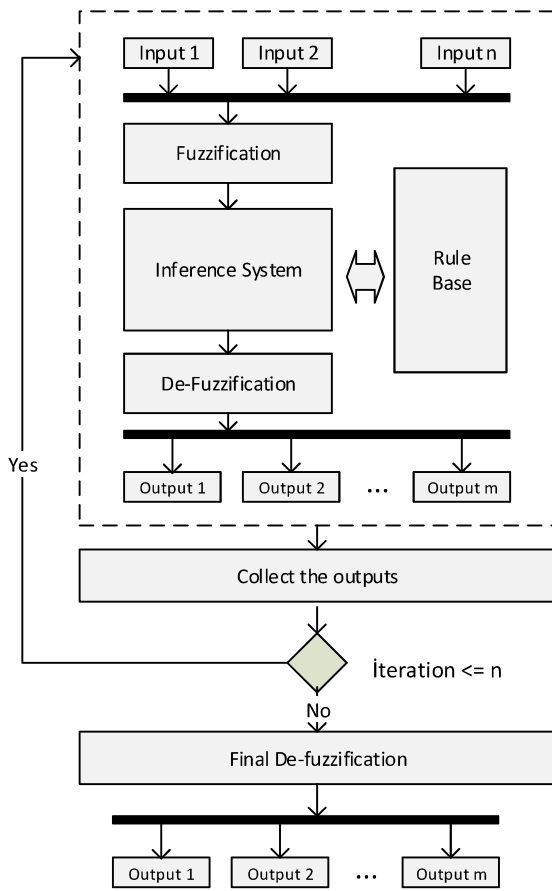 Input 1
Input 2
Input n
Fuzzification
Inference System
Rule
Base
De-Fuzzification
Output 1
Output 2
...
Output m
Yes
Collect the outputs
İteration <= n
No
Final De-fuzzification
Output 1
Output 2
...
Output m